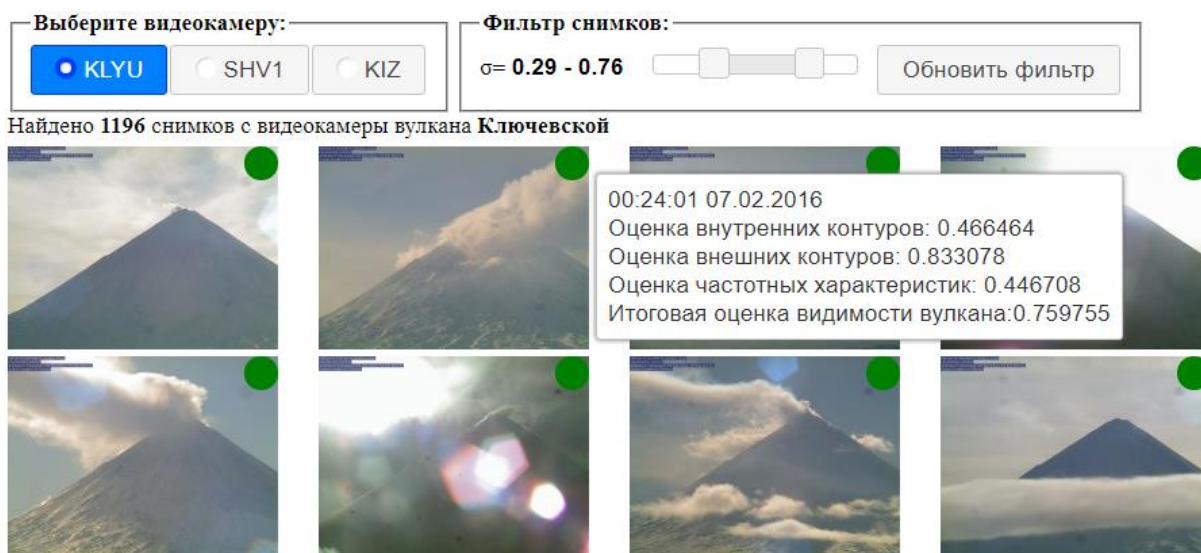 Выберите видеокамеру:
KLYU SHV1 KIZ
Фильтр снимков:
σ= 0.29 - 0.76
Обновить фильтр
Найдено 1196 снимков с видеокамеры вулкана Ключевской
00:24:01 07.02.2016
Оценка внутренних контуров: 0.466464
Оценка внешних контуров: 0.833078
Оценка частотных характеристик: 0.446708
Итоговая оценка видимости вулкана:0.759755